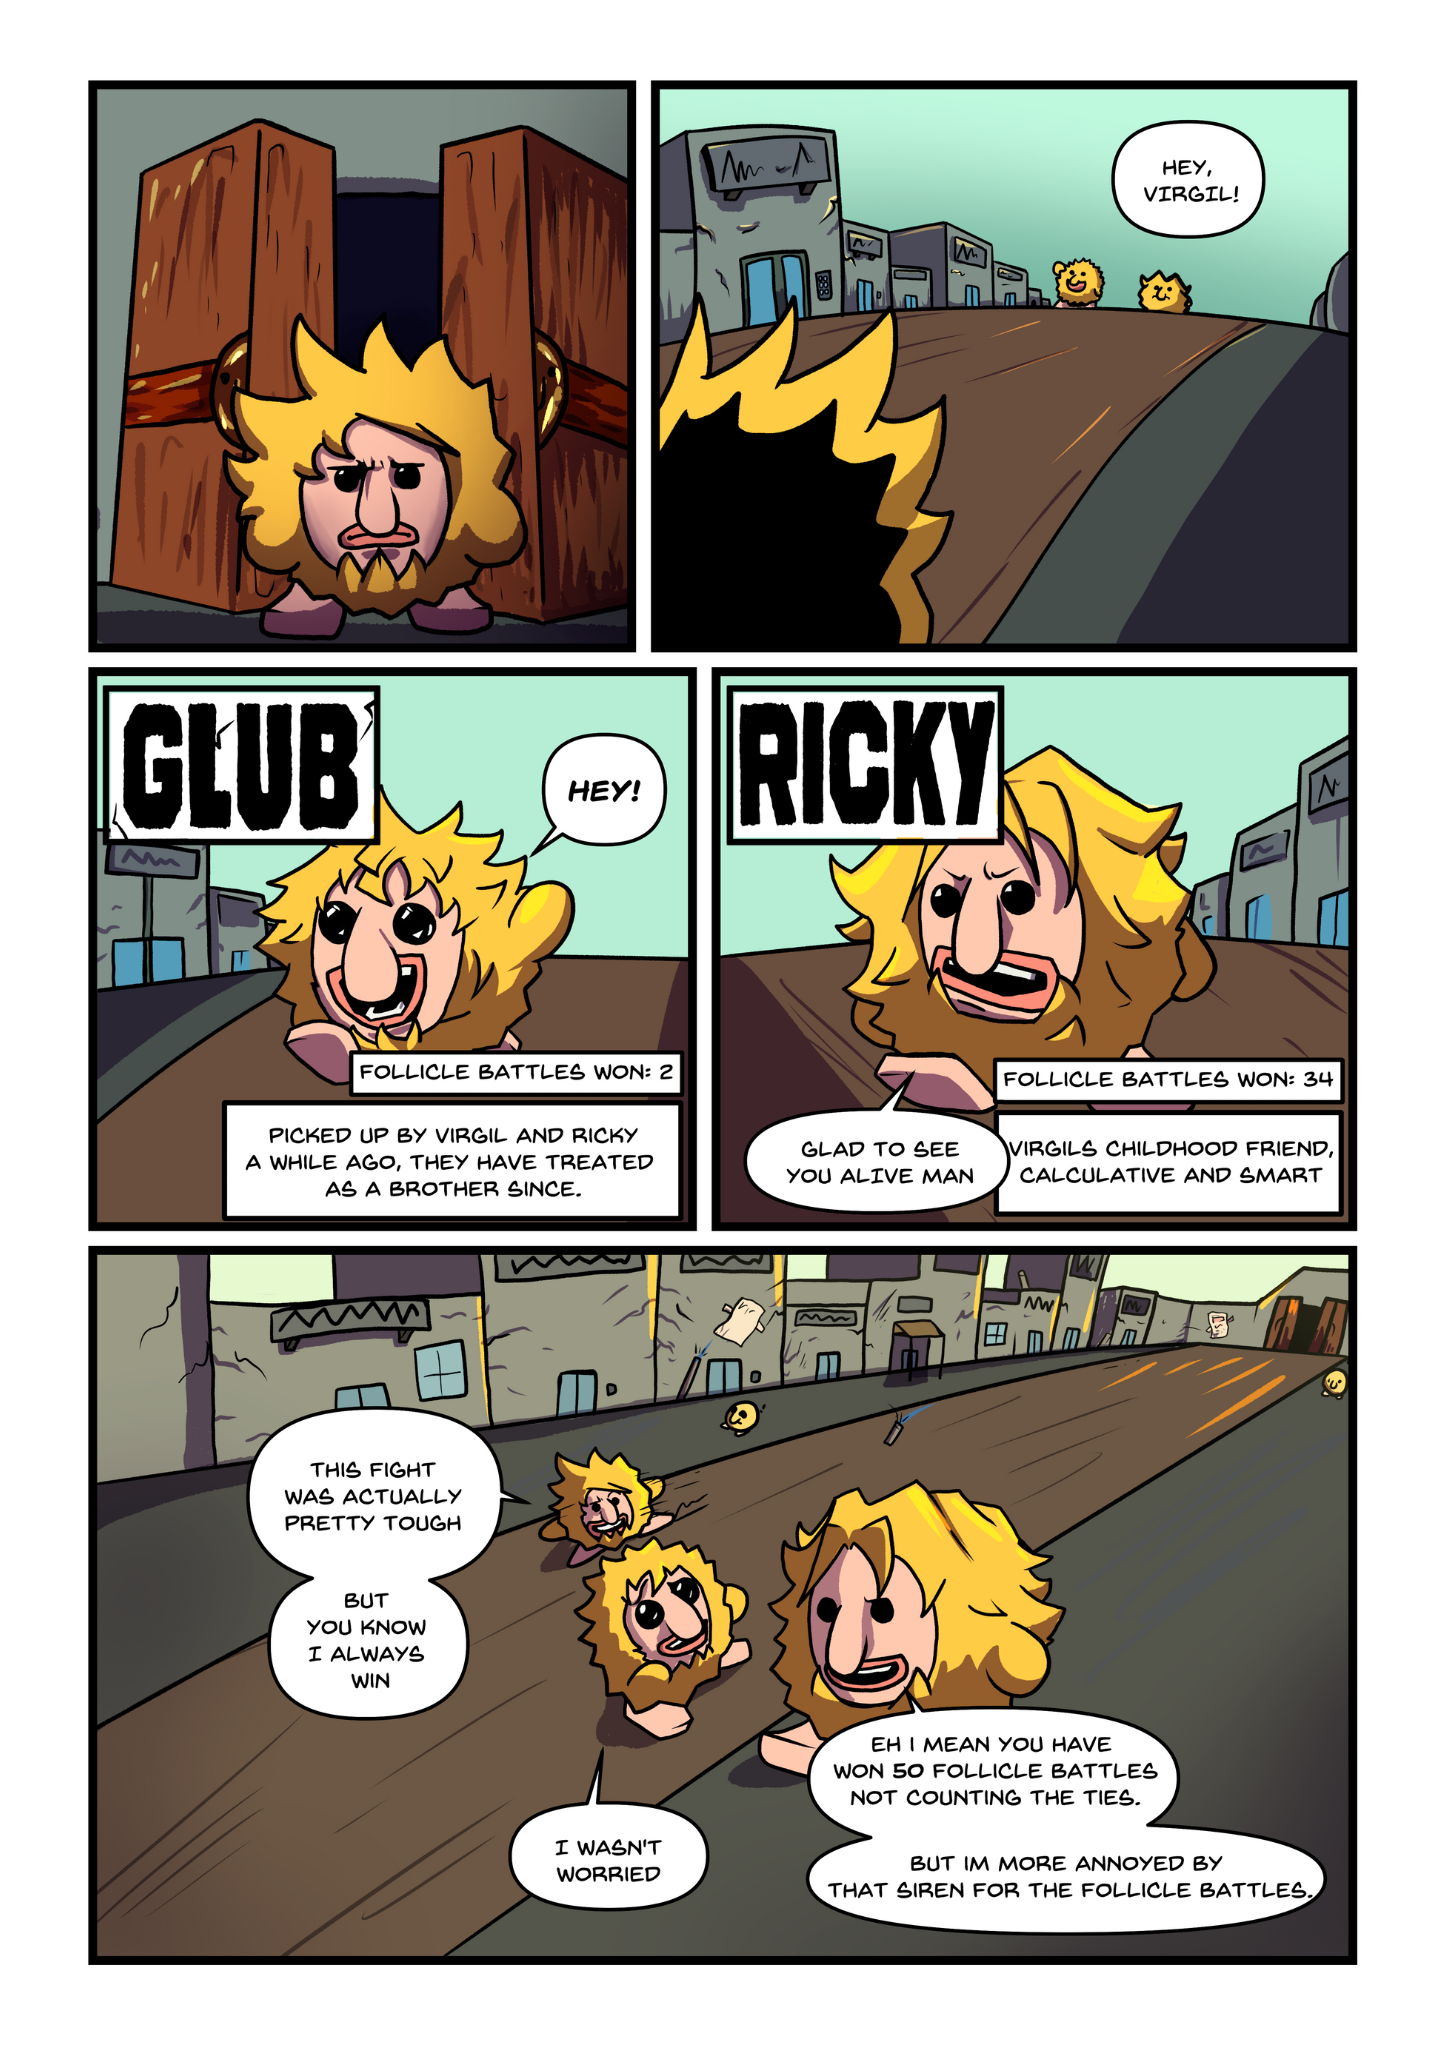 HEY,
VIRGIL!
GLUB
HEY!
FOLLICLE BATTLES WON: 2
PICKED UP BY VIRGIL AND RICKY
A WHILE AGO, THEY HAVE TREATED
AS A BROTHER SINCE.
RICKY
FOLLICLE BATTLES WON: 34
GLAD TO SEE
YOU ALIVE MAN
VIRGILS CHILDHOOD FRIEND,
CALCULATIVE AND SMART
THIS FIGHT
WAS ACTUALLY
PRETTY TOUGH
BUT
YOU KNOW
I ALWAYS
WIN
I WASN'T
WORRIED
EH I MEAN YOU HAVE
WON 50 FOLLICLE BATTLES
NOT COUNTING THE TIES.
BUT IM MORE ANNOYED BY
THAT SIREN FOR THE FOLLICLE BATTLES.